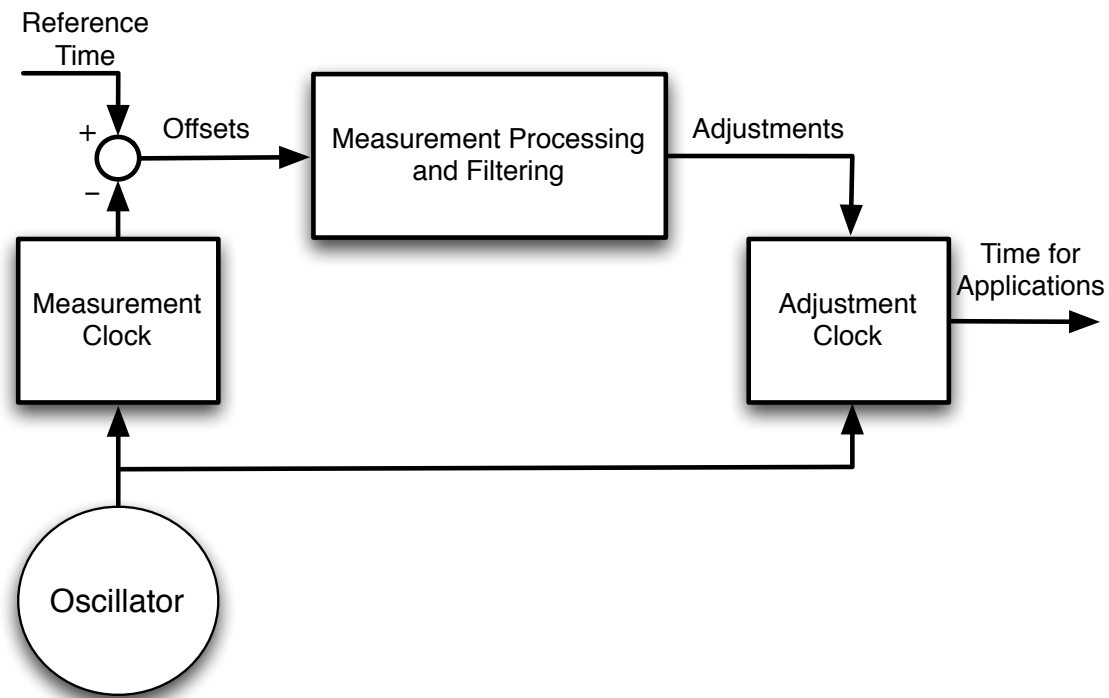 Reference
Time
+
Offsets
−
Measurement Processing
and Filtering
Adjustments
Measurement
Clock
Adjustment
Clock
Time for
Applications
Oscillator